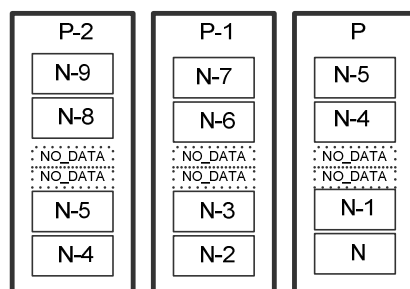 P-2
N-9
N-8
NO_DATA
NO_DATA
N-5
N-4
P-1
N-7
N-6
NO_DATA
NO_DATA
N-3
N-2
P
N-5
N-4
NO_DATA
NO_DATA
N-1
N